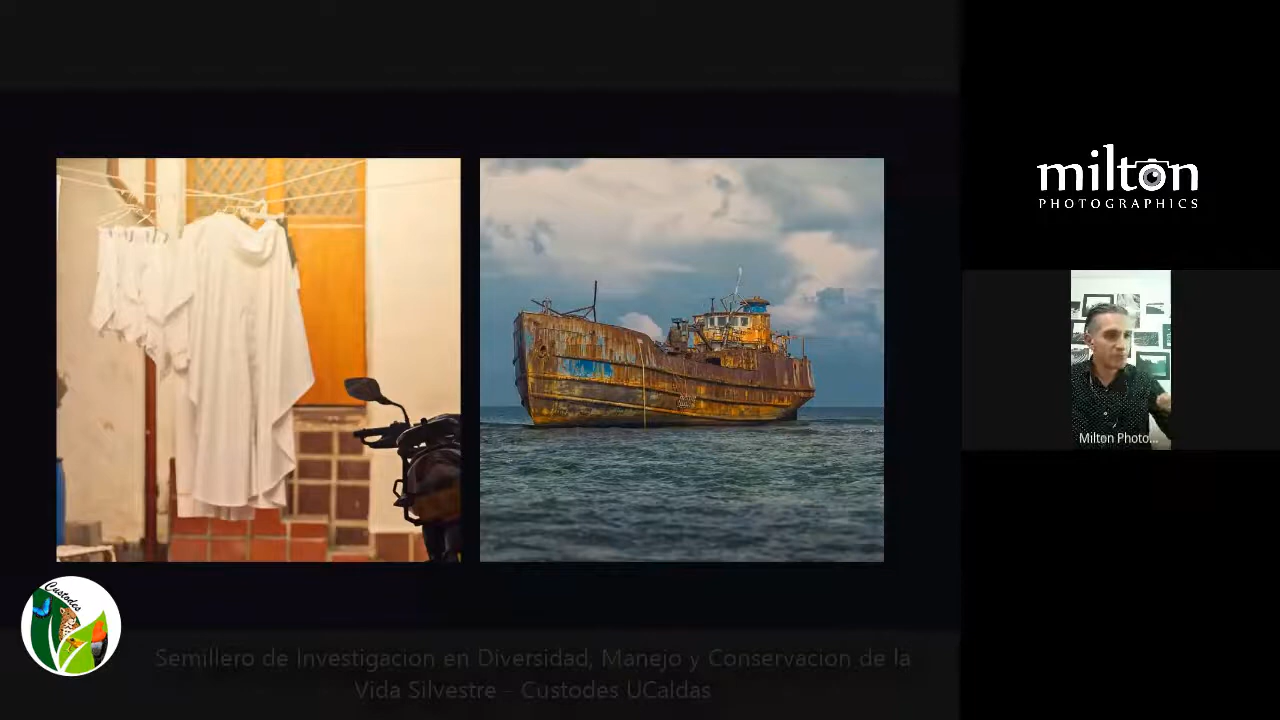 milton
PHOTOGRAPHICS
Milton Photo...
Custodes
Semillero de Investigacion en Diversidad, Manejo y Conservacion de la
Vida Silvestre - Custodes UCaldas